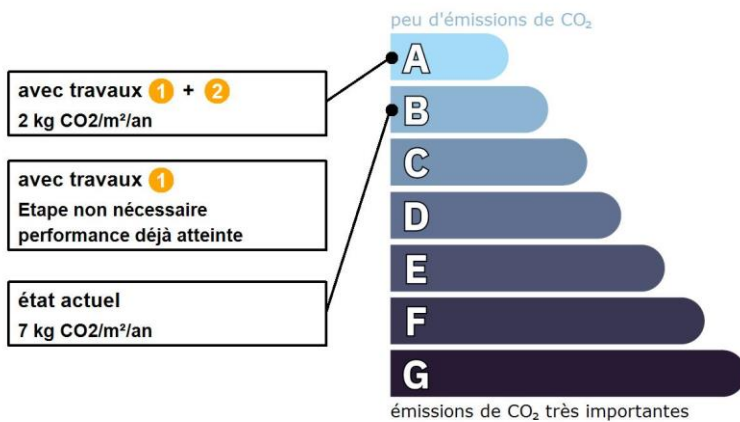 peu d'émissions de CO₂
A
avec travaux 1 + 2
2 kg CO2/m²/an
B
C
avec travaux 1
Etape non nécessaire
performance déjà atteinte
D
E
état actuel
7 kg CO2/m²/an
F
G
émissions de CO₂ très importantes